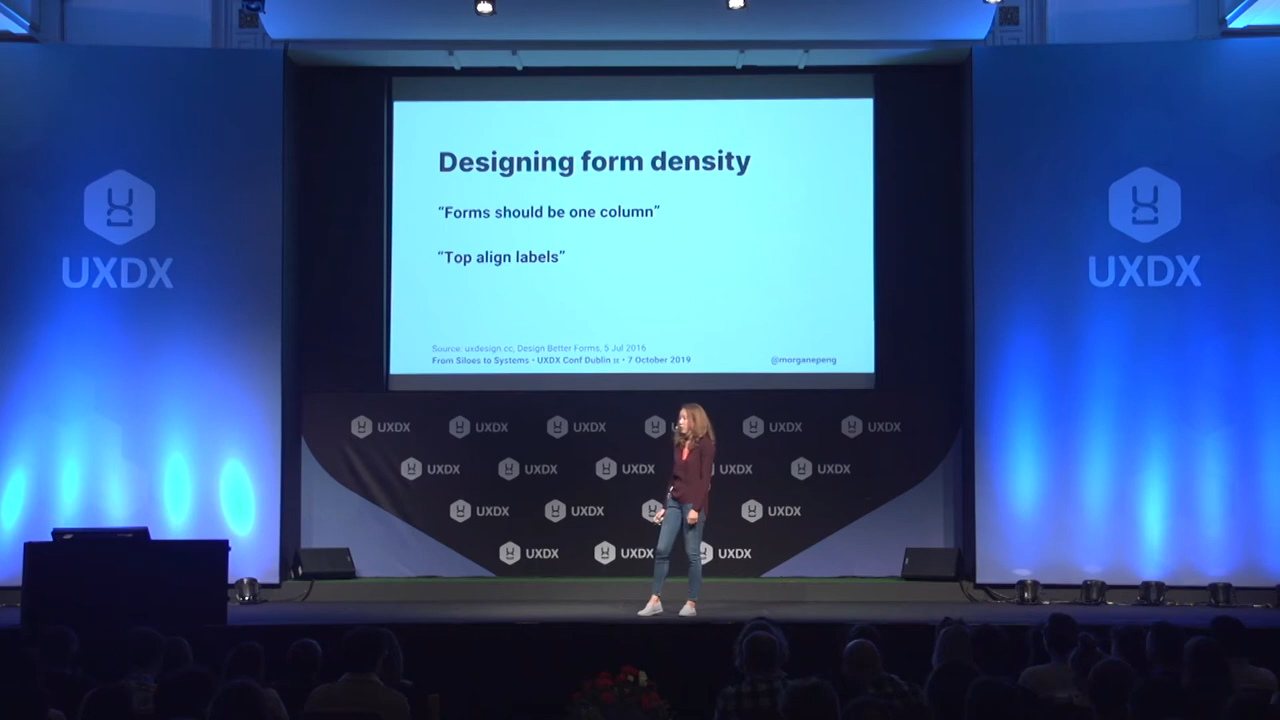 Designing form density
“Forms should be one column”
“Top align labels”
Source: uxdesign.cc, Design Better Forms, 5 Jul 2016
From Siloes to Systems • UXDX Conf Dublin • 7 October 2019
@morganepeng
UXDX
UXDX
UXDX UXDX UXDX UXDX UXDX
UXDX UXDX UXDX UXDX UXDX
UXDX UXDX UXDX
UXDX UXDX UXDX